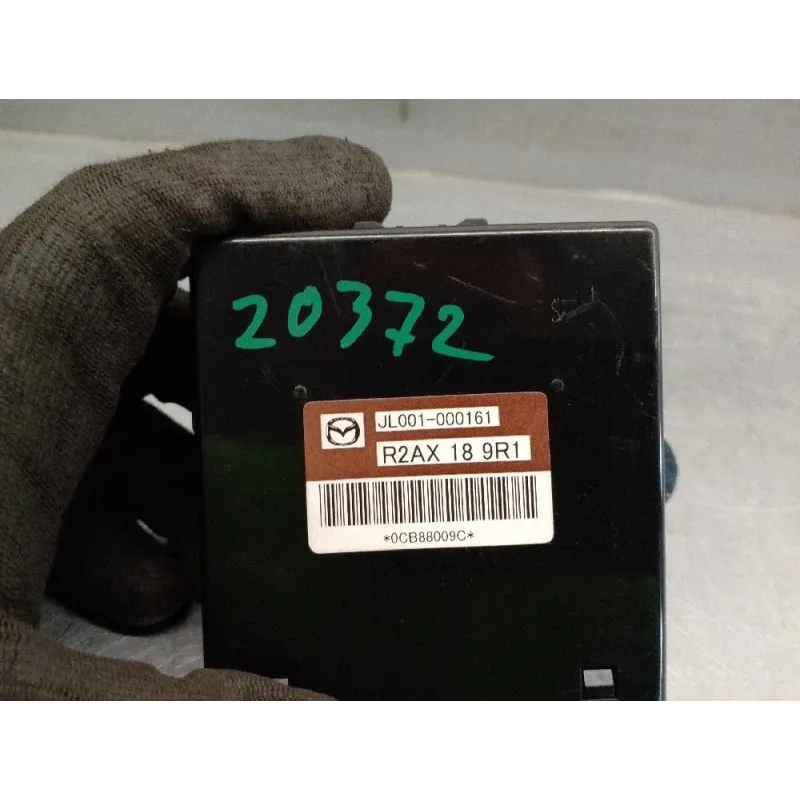 20372
JL001-000161
R2AX 18 9R1
*0CB88009C*